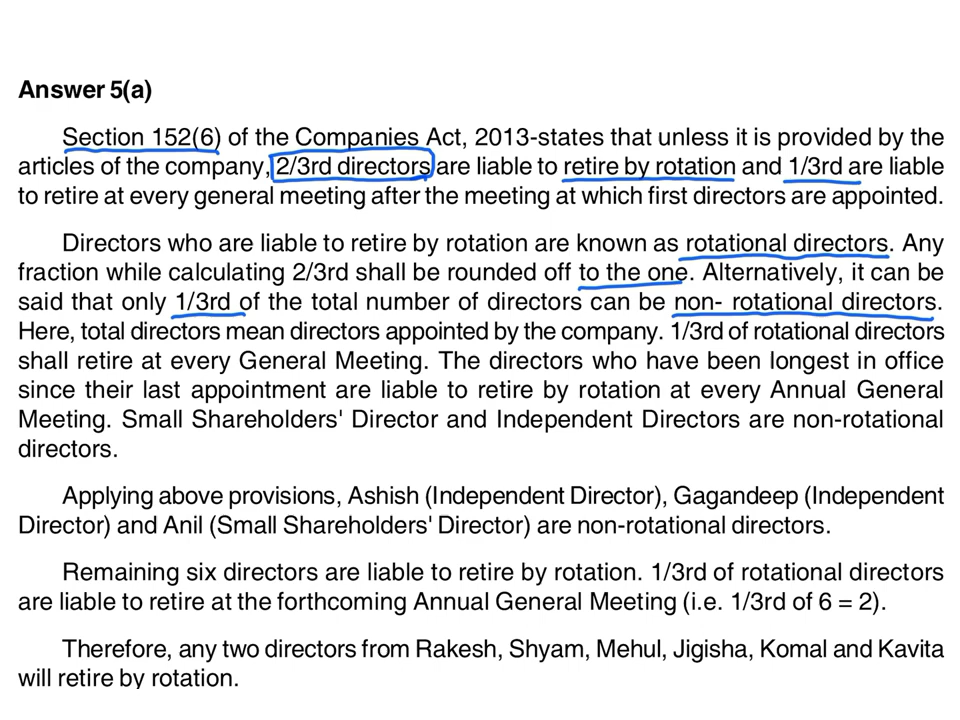 Answer 5(a)
Section 152(6) of the Companies Act, 2013-states that unless it is provided by the
articles of the company, 2/3rd directors are liable to retire by rotation and 1/3rd are liable
to retire at every general meeting after the meeting at which first directors are appointed.
Directors who are liable to retire by rotation are known as rotational directors. Any
fraction while calculating 2/3rd shall be rounded off to the one. Alternatively, it can be
said that only 1/3rd of the total number of directors can be non- rotational directors.
Here, total directors mean directors appointed by the company. 1/3rd of rotational directors
shall retire at every General Meeting. The directors who have been longest in office
since their last appointment are liable to retire by rotation at every Annual General
Meeting. Small Shareholders' Director and Independent Directors are non-rotational
directors.
Applying above provisions, Ashish (Independent Director), Gagandeep (Independent
Director) and Anil (Small Shareholders' Director) are non-rotational directors.
Remaining six directors are liable to retire by rotation. 1/3rd of rotational directors
are liable to retire at the forthcoming Annual General Meeting (i.e. 1/3rd of 6 = 2).
Therefore, any two directors from Rakesh, Shyam, Mehul, Jigisha, Komal and Kavita
will retire by rotation.